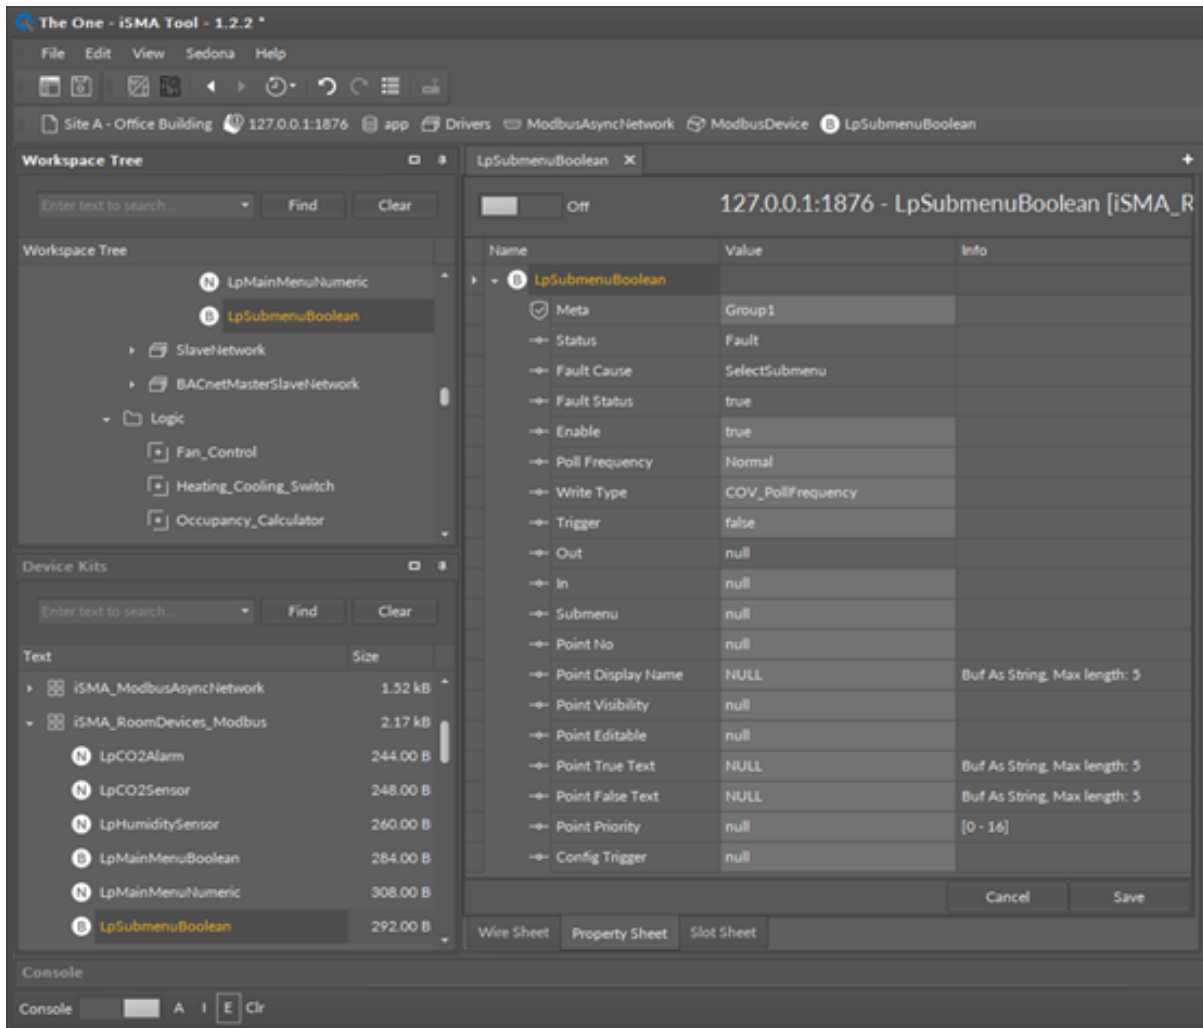 The One - iSMA Tool - 1.2.2 *
File Edit View Sedona Help
Site A - Office Building 127.0.0.1:1876 app Drivers ModbusAsyncNetwork ModbusDevice B LpSubmenuBoolean
Workspace Tree
Enter text to search... Find Clear
Workspace Tree
N LpMainMenuNumeric
B LpSubmenuBoolean
SlaveNetwork
BACnetMasterSlaveNetwork
Logic
Fan_Control
Heating_Cooling_Switch
Occupancy_Calculator
Device Kits
Enter text to search... Find Clear
Text Size
iSMA_ModbusAsyncNetwork 1.52 kB
iSMA_RoomDevices_Modbus 2.17 kB
N LpCO2Alarm 244.00 B
N LpCO2Sensor 248.00 B
N LpHumiditySensor 260.00 B
B LpMainMenuBoolean 284.00 B
N LpMainMenuNumeric 308.00 B
B LpSubmenuBoolean 292.00 B
LpSubmenuBoolean
Off 127.0.0.1:1876 - LpSubmenuBoolean [iSMA_R
Name Value Info
B LpSubmenuBoolean
Meta Group1
Status Fault
Fault Cause SelectSubmenu
Fault Status true
Enable true
Poll Frequency Normal
Write Type COV_PollFrequency
Trigger false
Out null
In null
Submenu null
Point No null
Point Display Name NULL Buf As String, Max length: 5
Point Visibility null
Point Editable null
Point True Text NULL Buf As String, Max length: 5
Point False Text NULL Buf As String, Max length: 5
Point Priority null [0 - 16]
Config Trigger null
Cancel Save
Wire Sheet Property Sheet Slot Sheet
Console
Console A I E Clr